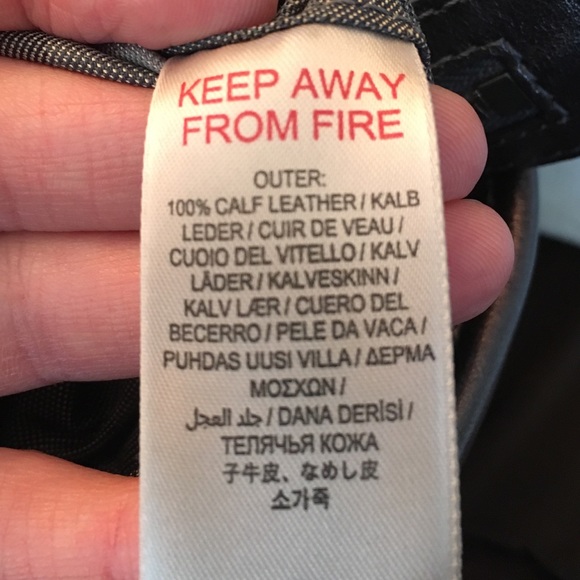 KEEP AWAY
FROM FIRE
OUTER:
100% CALF LEATHER / KALB
LEDER / CUIR DE VEAU /
CUOIO DEL VITELLO / KALV
LÄDER / KALVESKINN /
KALV LÆR / CUERO DEL
BECERRO / PELE DA VACA /
PUHDAS UUSI VILLA / ΔΕΡΜΑ
ΜΟΣΧΩΝ /
جلد العجل / DANA DERİSİ /
ТЕЛЯЧЬЯ КОЖА
子牛皮、なめし皮
소가죽